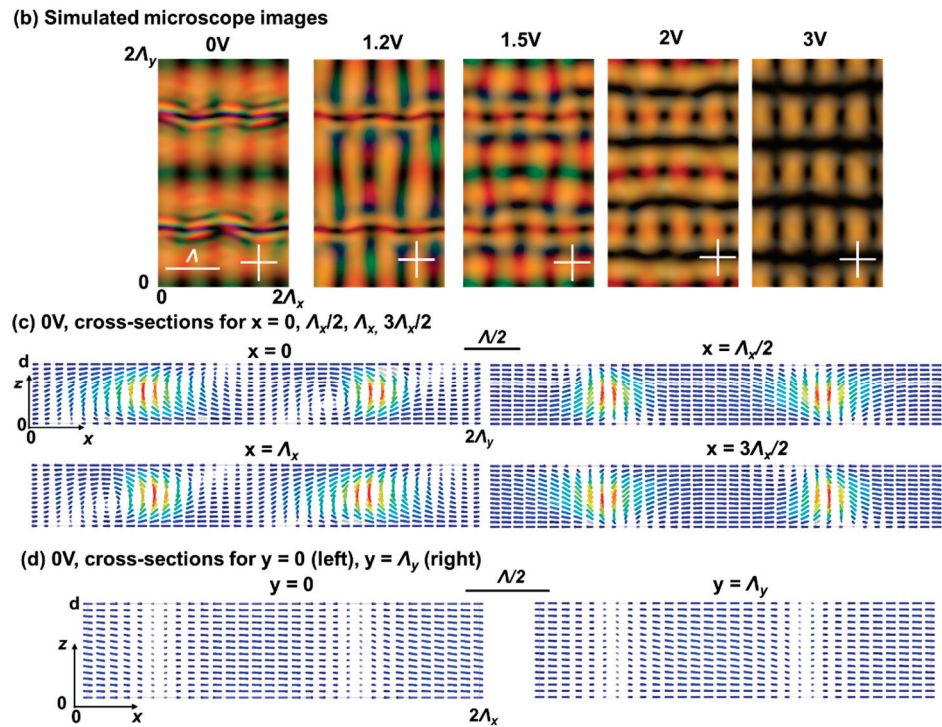 (b) Simulated microscope images
0V 1.2V 1.5V 2V 3V
2Λy
Λ
0
0 2Λx
(c) 0V, cross-sections for x = 0, Λx/2, Λx, 3Λx/2
x = 0 Λ/2 x = Λx/2
d
z
0
0 x 2Λy
x = Λx x = 3Λx/2
(d) 0V, cross-sections for y = 0 (left), y = Λy (right)
y = 0 Λ/2 y = Λy
d
z
0
0 x 2Λx